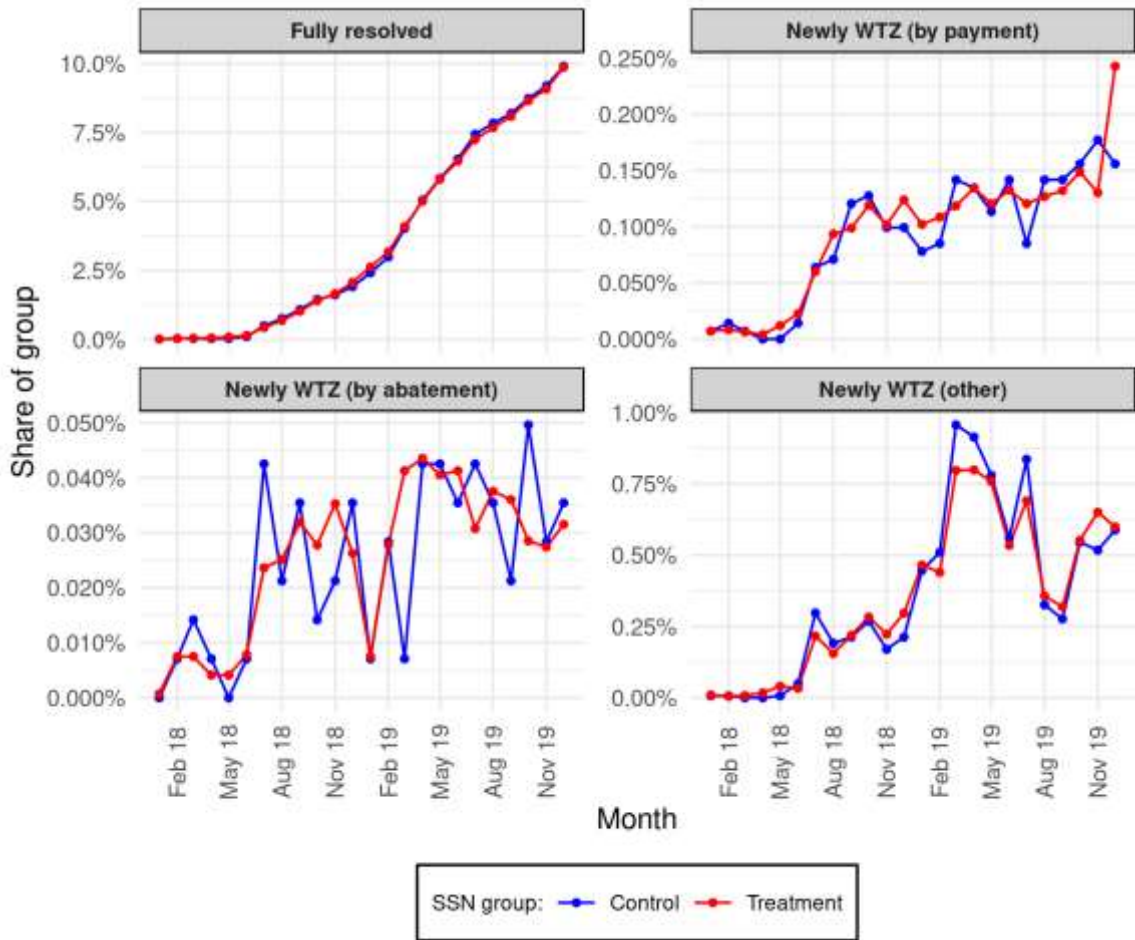 Fully resolved
Newly WTZ (by payment)
10.0%
7.5%
5.0%
2.5%
0.0%
0.250%
0.200%
0.150%
0.100%
0.050%
0.000%
Share of group
Newly WTZ (by abatement)
Newly WTZ (other)
0.050%
0.040%
0.030%
0.020%
0.010%
0.000%
1.00%
0.75%
0.50%
0.25%
0.00%
Feb 18
May 18
Aug 18
Nov 18
Feb 19
May 19
Aug 19
Nov 19
Feb 18
May 18
Aug 18
Nov 18
Feb 19
May 19
Aug 19
Nov 19
Month
SSN group: Control Treatment